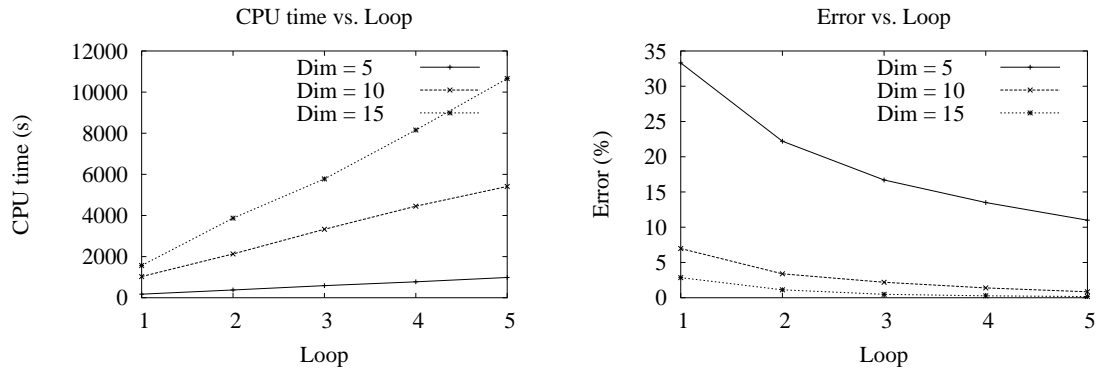 CPU time vs. Loop
12000
10000
8000
6000
4000
2000
0
CPU time (s)
Dim = 5
Dim = 10
Dim = 15
1 2 3 4 5
Loop
Error vs. Loop
35
30
25
20
15
10
5
0
Error (%)
Dim = 5
Dim = 10
Dim = 15
1 2 3 4 5
Loop